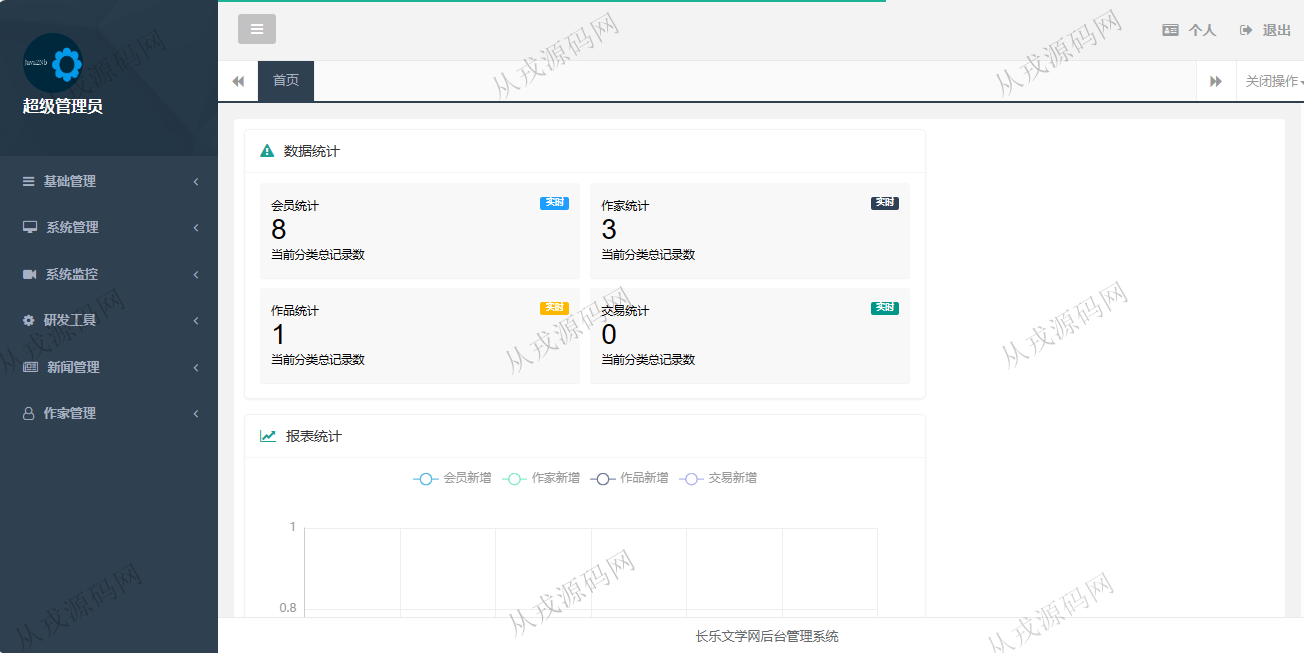 Java2Nb
超级管理员
基础管理
系统管理
系统监控
研发工具
新闻管理
作家管理
个人
退出
首页
关闭操作
数据统计
会员统计
实时
8
当前分类总记录数
作家统计
实时
3
当前分类总记录数
作品统计
实时
1
当前分类总记录数
交易统计
实时
0
当前分类总记录数
报表统计
会员新增 作家新增 作品新增 交易新增
1
0.8
长乐文学网后台管理系统
从戎源码网
从戎源码网
从戎源码网
从戎源码网
从戎源码网
从戎源码网
从戎源码网
从戎源码网
从戎源码网